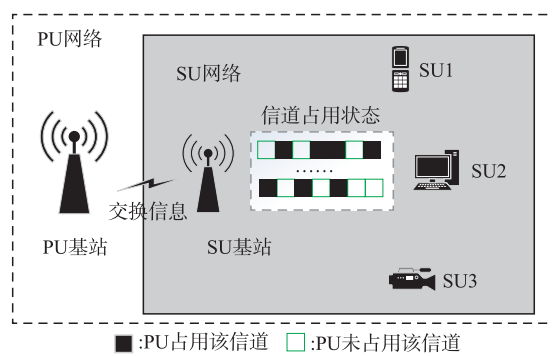 PU网络
SU网络
SU1
信道占用状态
......
SU2
交换信息
PU基站
SU基站
SU3
:PU占用该信道
:PU未占用该信道